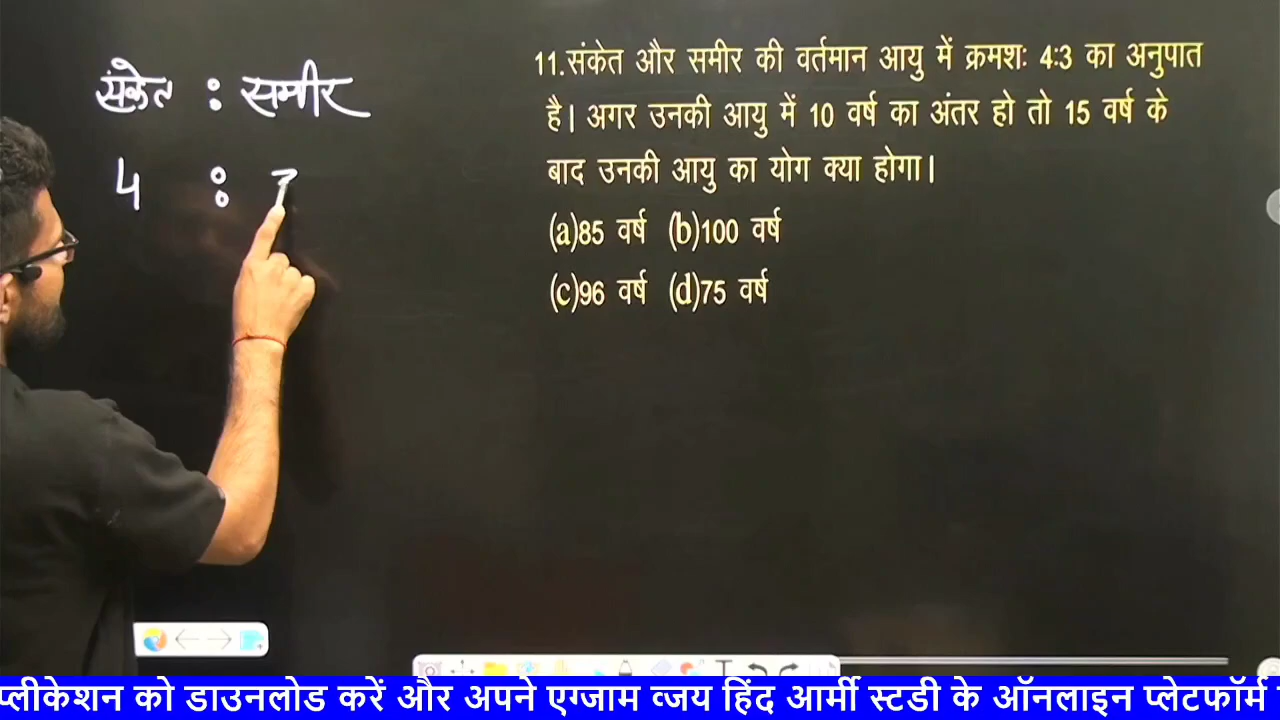 संकेत : समीर
4 :
11.संकेत और समीर की वर्तमान आयु में क्रमशः 4:3 का अनुपात
है। अगर उनकी आयु में 10 वर्ष का अंतर हो तो 15 वर्ष के
बाद उनकी आयु का योग क्या होगा।
(a)85 वर्ष (b)100 वर्ष
(c)96 वर्ष (d)75 वर्ष
प्लीकेशन को डाउनलोड करें और अपने एग्जाम व्जय हिंद आर्मी स्टडी के ऑनलाइन प्लेटफॉर्म